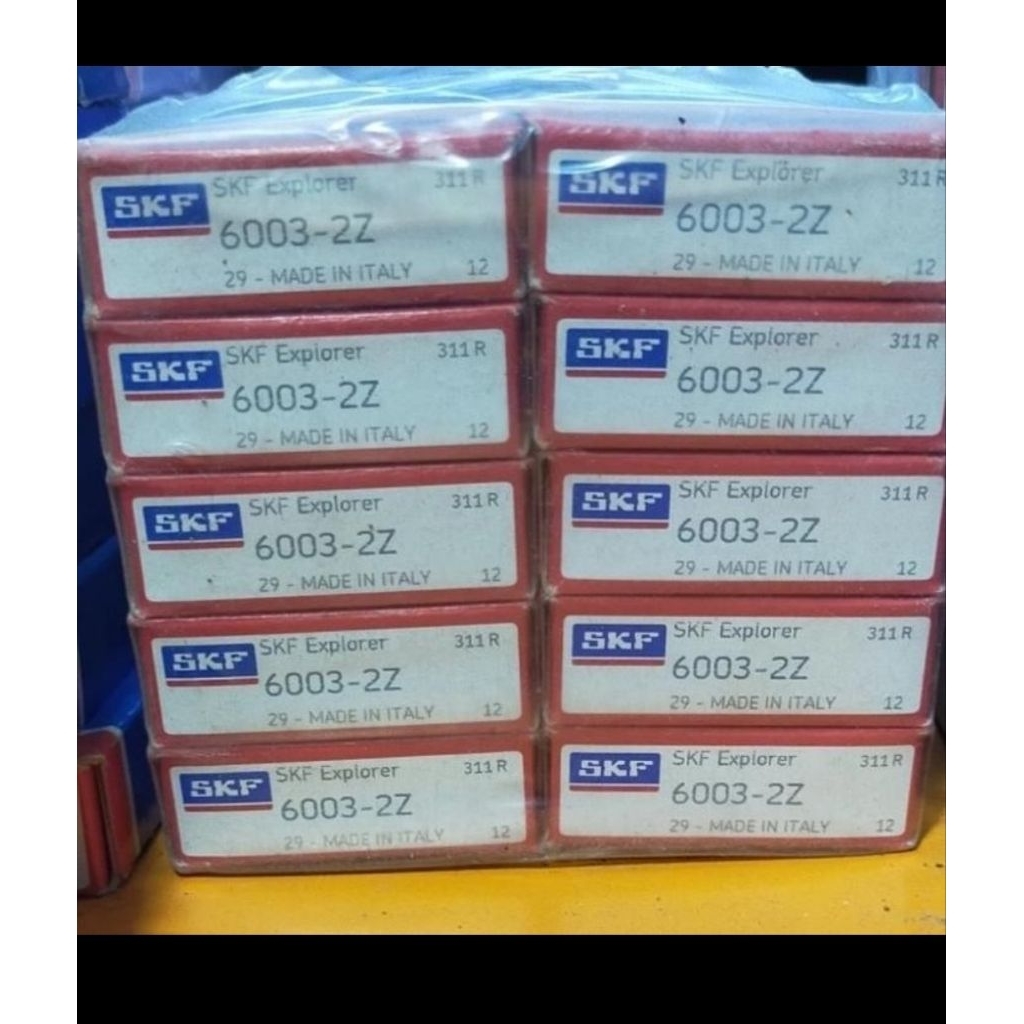 SKF SKF Explorer 311 R
6003-2Z
29 - MADE IN ITALY 12
SKF SKF Explorer 311 R
6003-2Z
29 - MADE IN ITALY 12
SKF SKF Explorer 311 R
6003-2Z
29 - MADE IN ITALY 12
SKF SKF Explorer 311 R
6003-2Z
29 - MADE IN ITALY 12
SKF SKF Explorer 311 R
6003-2Z
29 - MADE IN ITALY 12
SKF SKF Explorer 311 R
6003-2Z
29 - MADE IN ITALY 12
SKF SKF Explorer 311 R
6003-2Z
29 - MADE IN ITALY 12
SKF SKF Explorer 311 R
6003-2Z
29 - MADE IN ITALY 12
SKF SKF Explorer 311 R
6003-2Z
29 - MADE IN ITALY 12
SKF SKF Explorer 311 R
6003-2Z
29 - MADE IN ITALY 12